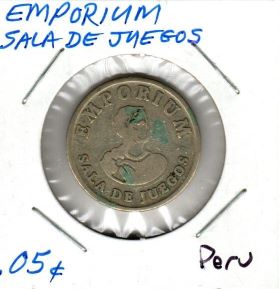 EMPORIUM
SALA DE JUEGOS
EMPORIUM
SALA DE JUEGOS
.05¢
Peru